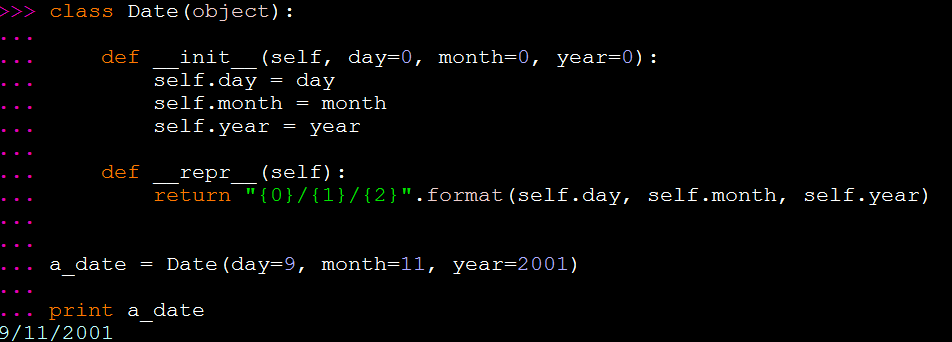 >>> class Date(object):
...
...     def __init__(self, day=0, month=0, year=0):
...         self.day = day
...         self.month = month
...         self.year = year
...
...     def __repr__(self):
...         return "{0}/{1}/{2}".format(self.day, self.month, self.year)
...
...
... a_date = Date(day=9, month=11, year=2001)
...
... print a_date
9/11/2001